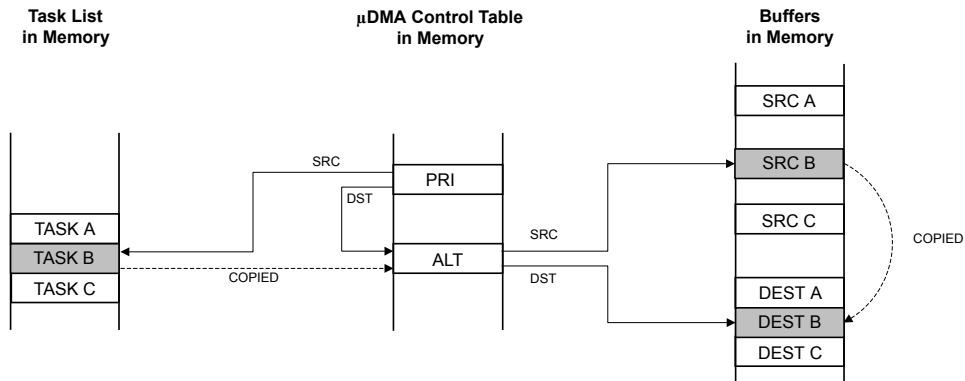 Task List
in Memory
µDMA Control Table
in Memory
Buffers
in Memory
SRC A
SRC
SRC B
PRI
DST
TASK A
SRC C
SRC
COPIED
TASK B
ALT
COPIED
DST
TASK C
DEST A
DEST B
DEST C